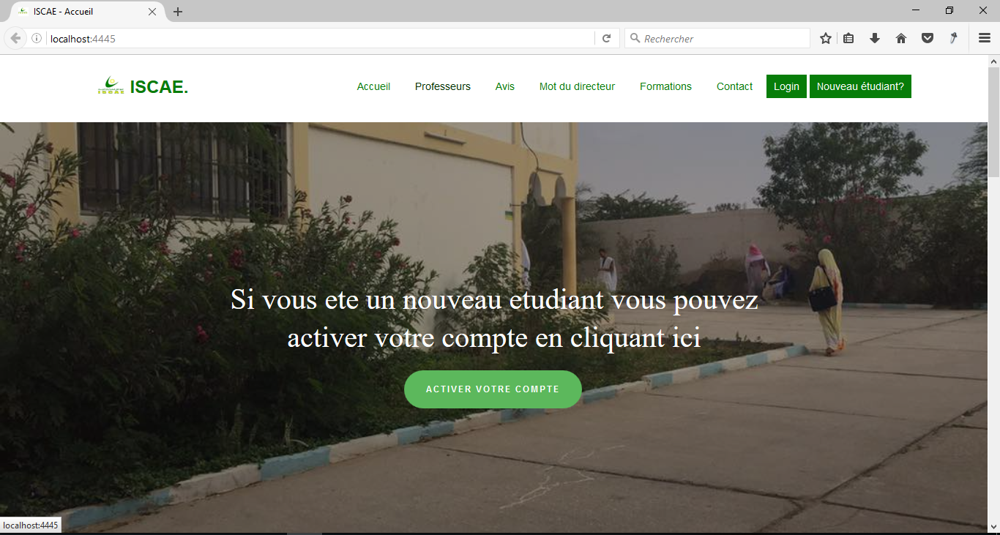 ISCAE - Accueil
localhost:4445
Rechercher
ISCAE ISCAE.
Accueil Professeurs Avis Mot du directeur Formations Contact Login Nouveau étudiant?
Si vous ete un nouveau etudiant vous pouvez
activer votre compte en cliquant ici
ACTIVER VOTRE COMPTE
localhost:4445